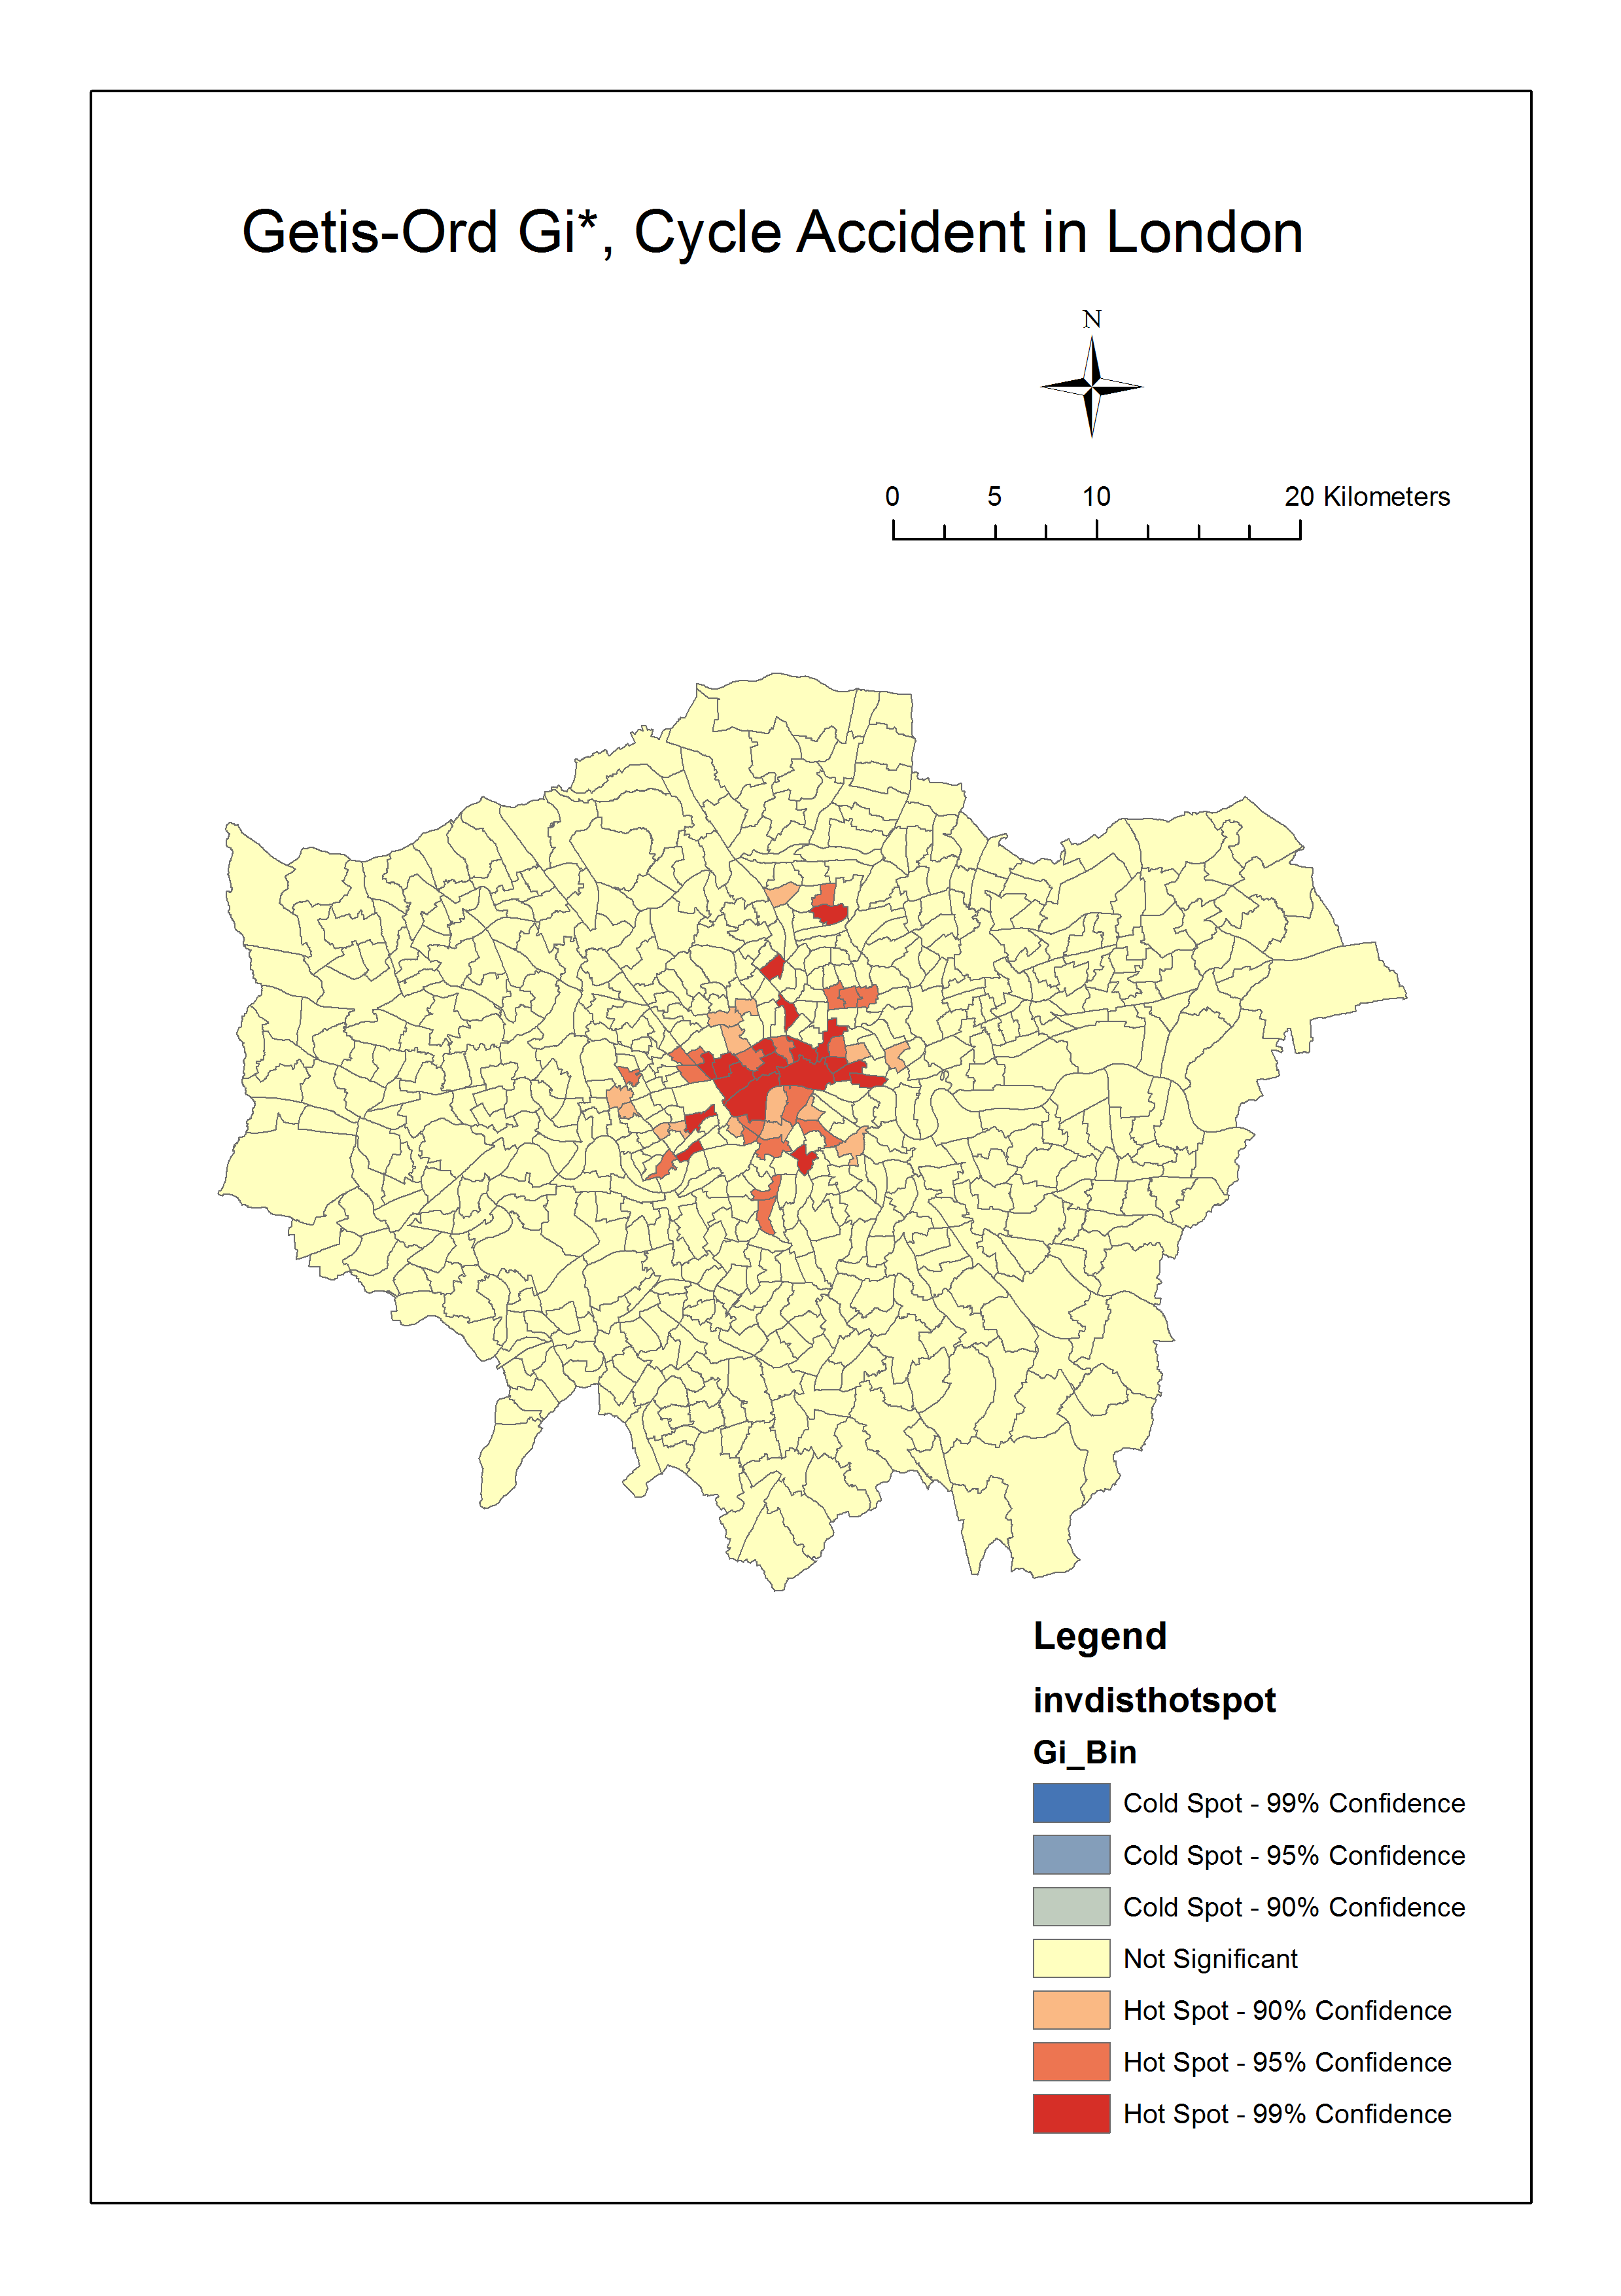 Getis-Ord Gi*, Cycle Accident in London
N
0 5 10 20 Kilometers
Legend
invdisthotspot
Gi_Bin
Cold Spot - 99% Confidence
Cold Spot - 95% Confidence
Cold Spot - 90% Confidence
Not Significant
Hot Spot - 90% Confidence
Hot Spot - 95% Confidence
Hot Spot - 99% Confidence